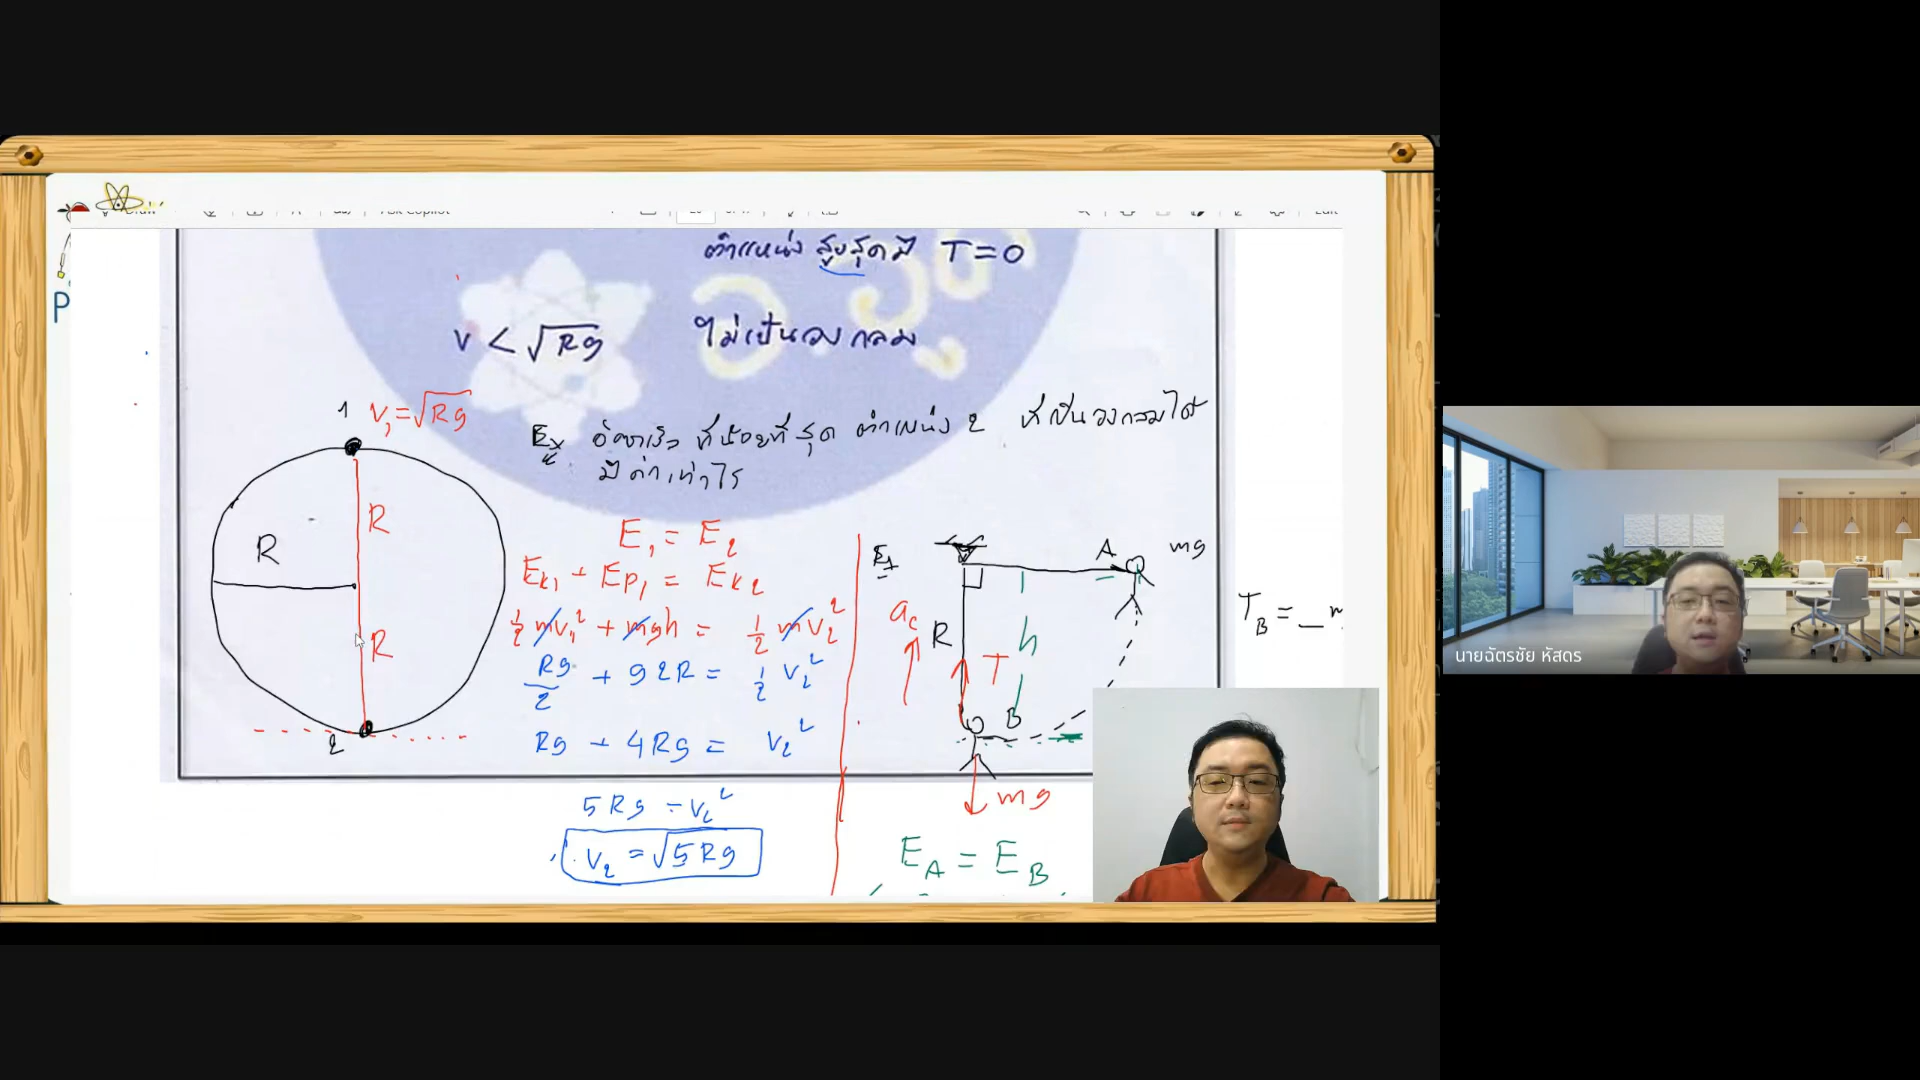 ตำแหน่ง สูงสุดมี T=0
v < √Rg ไม่เป็นวงกลม
1 V₁=√Rg
Ex อัตราเร็ว ที่น้อยที่สุด ตำแหน่ง 2 ที่เป็นวงกลมได้
มีค่าเท่าไร
R
R
R
2
E₁ = E₂
Ek₁ + Ep₁ = Ek₂
½mv₁² + mgh = ½mv₂²
Rg/2 + g2R = ½v₂²
Rg + 4Rg = v₂²
5Rg = v₂²
∴ v₂ = √5Rg
Ex
A
mg
a_c
R
h
T
B
mg
T_B =
E_A = E_B
P
นายฉัตรชัย หัสดร